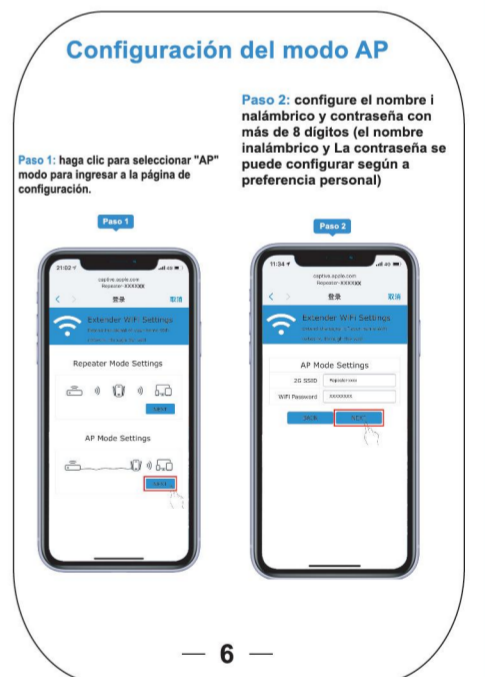 Configuración del modo AP
Paso 1: haga clic para seleccionar "AP"
modo para ingresar a la página de
configuración.
Paso 2: configure el nombre i
nalámbrico y contraseña con
más de 8 dígitos (el nombre
inalámbrico y La contraseña se
puede configurar según a
preferencia personal)
Paso 1
21:02
captive.apple.com
登录
取消
Extender WiFi Settings
Repeater Mode Settings
AP Mode Settings
Paso 2
11:34
captive.apple.com
登录
取消
Extender WiFi Settings
AP Mode Settings
2G SSID
WiFi Password
— 6 —